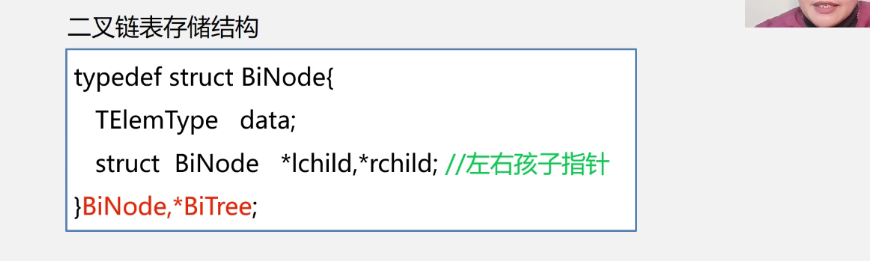 二叉链表存储结构
typedef struct BiNode{
TElemType data;
struct BiNode *lchild,*rchild; //左右孩子指针
}BiNode,*BiTree;